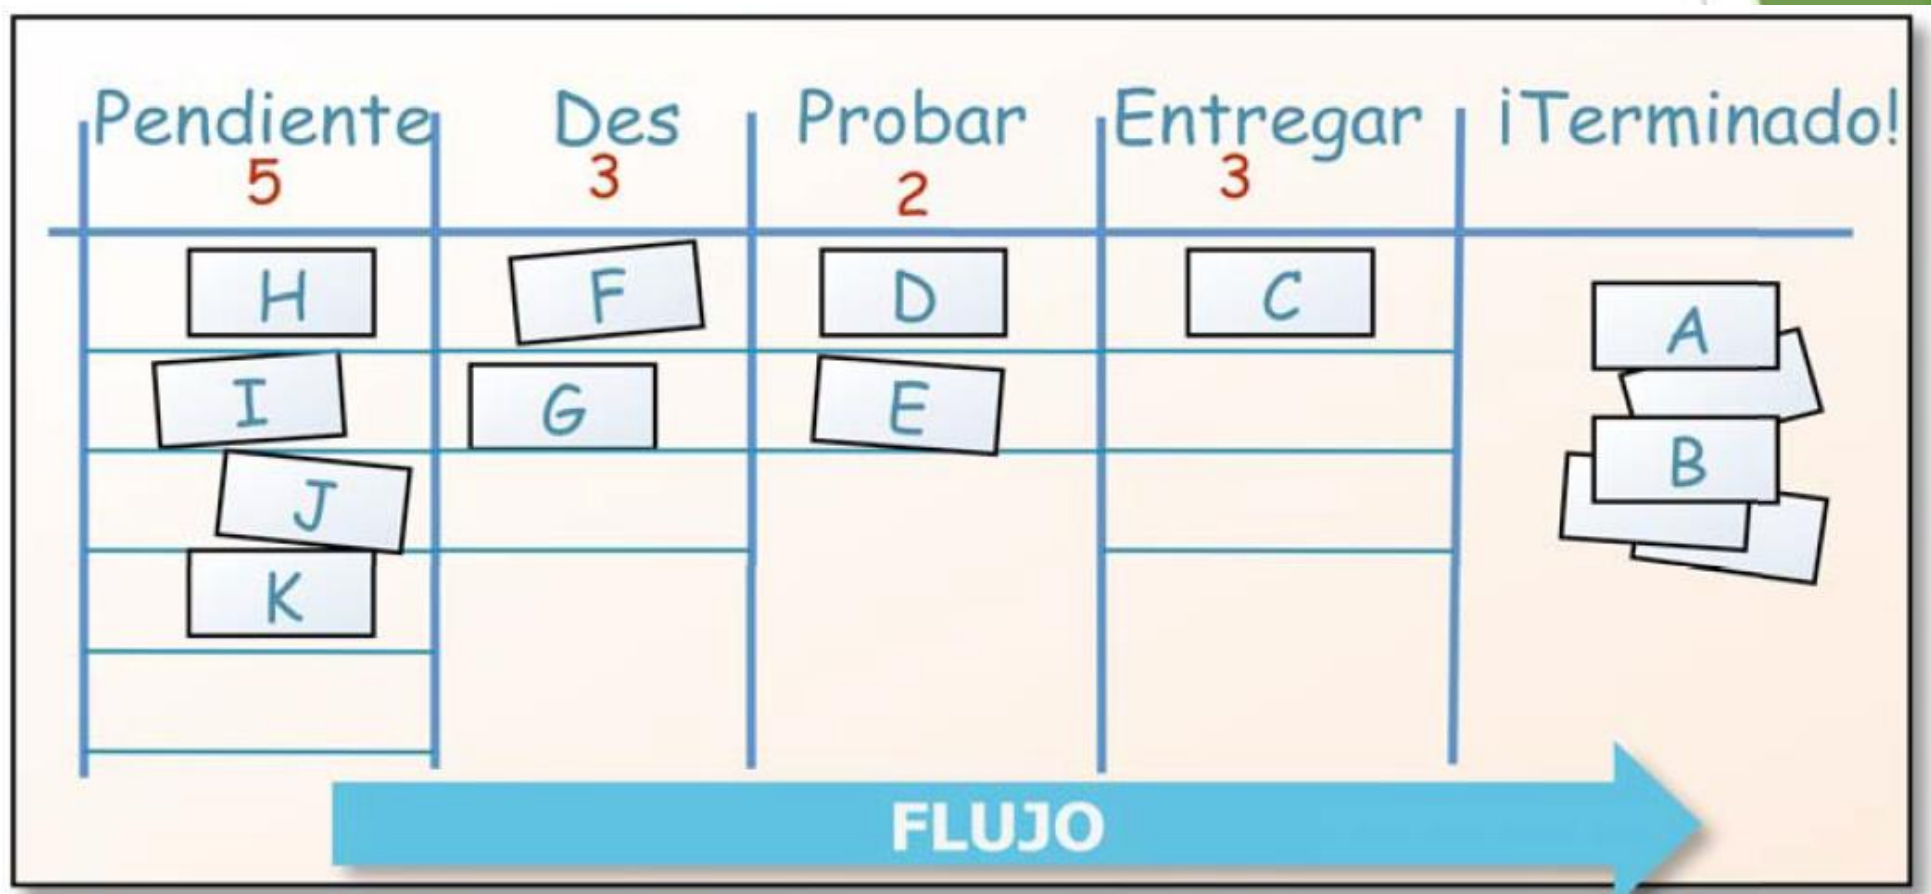 Pendiente Des Probar Entregar ¡Terminado!
5 3 2 3
H F D C A
I G E B
J
K
FLUJO